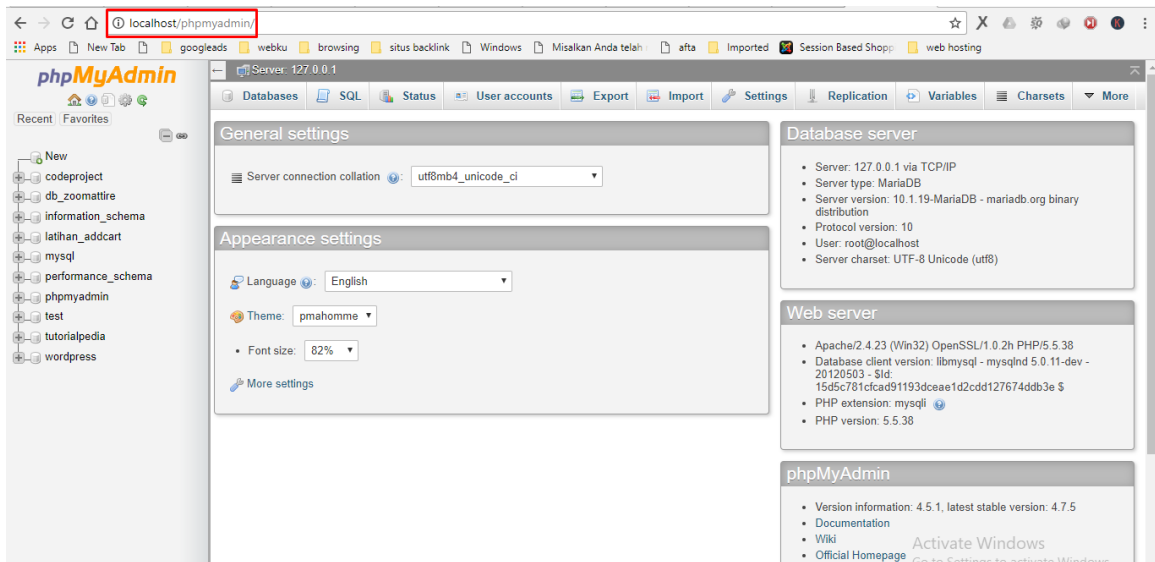 localhost/phpmyadmin/
Apps New Tab googleads webku browsing situs backlink Windows Misalkan Anda telah afta Imported Session Based Shopp web hosting
phpMyAdmin
Recent Favorites
New
codeproject
db_zoomattire
information_schema
latihan_addcart
mysql
performance_schema
phpmyadmin
test
tutorialpedia
wordpress
Server: 127.0.0.1
Databases SQL Status User accounts Export Import Settings Replication Variables Charsets More
General settings
Server connection collation : utf8mb4_unicode_ci
Appearance settings
Language : English
Theme: pmahomme
Font size: 82%
More settings
Database server
Server: 127.0.0.1 via TCP/IP
Server type: MariaDB
Server version: 10.1.19-MariaDB - mariadb.org binary
distribution
Protocol version: 10
User: root@localhost
Server charset: UTF-8 Unicode (utf8)
Web server
Apache/2.4.23 (Win32) OpenSSL/1.0.2h PHP/5.5.38
Database client version: libmysql - mysqlnd 5.0.11-dev -
20120503 - $Id:
15d5c781cfcad91193dceae1d2cdd127674ddb3e $
PHP extension: mysqli
PHP version: 5.5.38
phpMyAdmin
Version information: 4.5.1, latest stable version: 4.7.5
Documentation
Wiki
Official Homepage
Activate Windows
Go to Settings to activate Windows.